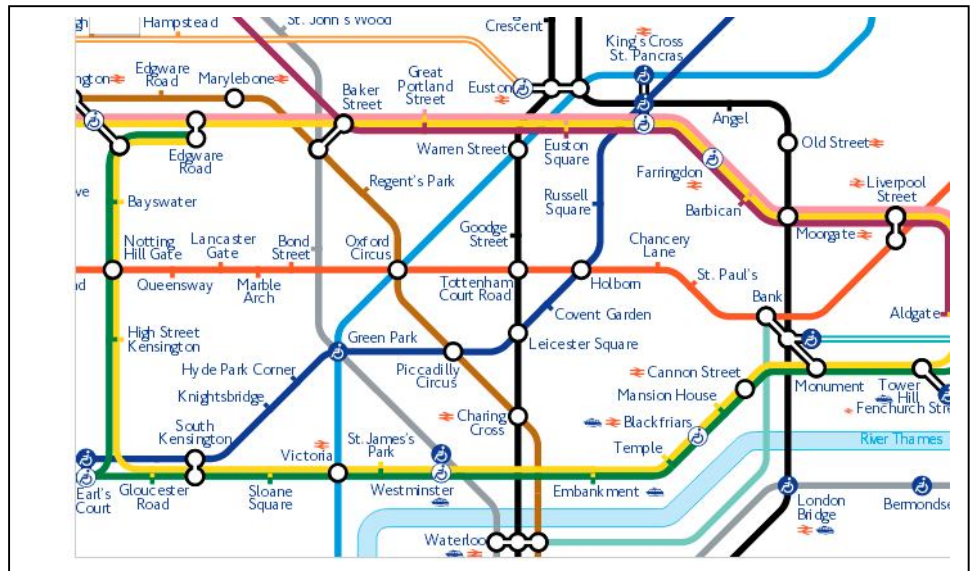 Hampstead
St. John's Wood
Crescent
King's Cross
St. Pancras
Edgware
Road
Marylebone
Baker
Street
Great
Portland
Street
Euston
Angel
Old Street
Edgware
Road
Warren Street
Euston
Square
Farringdon
Liverpool
Street
Regent's Park
Russell
Square
Barbican
Moorgate
Bayswater
Notting
Hill Gate
Lancaster
Gate
Bond
Street
Oxford
Circus
Goodge
Street
Chancery
Lane
St. Paul's
Queensway
Marble
Arch
Tottenham
Court Road
Holborn
Bank
Aldgate
Covent Garden
High Street
Kensington
Green Park
Leicester Square
Hyde Park Corner
Piccadilly
Circus
Cannon Street
Monument
Tower
Hill
Knightsbridge
Mansion House
Fenchurch Stre
South
Kensington
Charing
Cross
Blackfriars
Victoria
St. James's
Park
Temple
River Thames
Earl's
Court
Gloucester
Road
Sloane
Square
Westminster
Embankment
London
Bridge
Bermondse
Waterloo